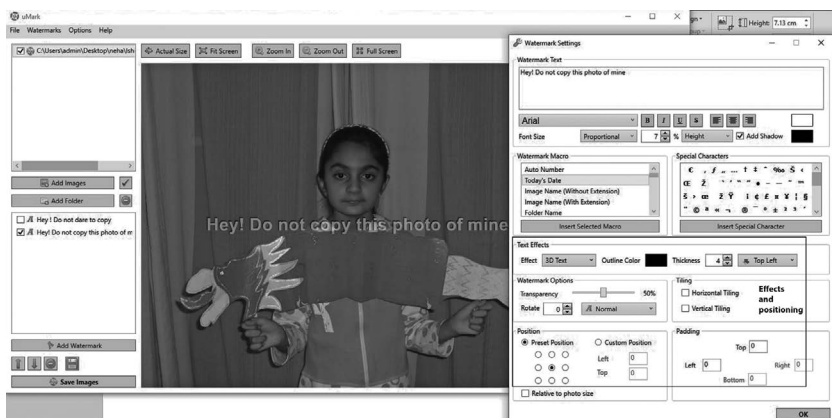 uMark
File Watermarks Options Help
C:\Users\admin\Desktop\neha\Ish
Actual Size Fit Screen Zoom In Zoom Out Full Screen
Add Images
Add Folder
Hey ! Do not dare to copy
Hey! Do not copy this photo of m
Add Watermark
Save Images
Hey! Do not copy this photo of mine
Height: 7.13 cm
Watermark Settings
Watermark Text
Hey! Do not copy this photo of mine
Arial B I U S
Font Size Proportional 7 % Height Add Shadow
Watermark Macro
Auto Number
Today's Date
Image Name (Without Extension)
Image Name (With Extension)
Folder Name
Insert Selected Macro
Special Characters
Insert Special Character
Text Effects
Effect 3D Text Outline Color Thickness 4 Top Left
Watermark Options
Transparency 50%
Rotate 0 Normal
Tiling
Horizontal Tiling
Vertical Tiling
Effects
and
positioning
Position
Preset Position Custom Position
Left 0
Top 0
Relative to photo size
Padding
Top 0
Left 0 Right 0
Bottom 0
OK